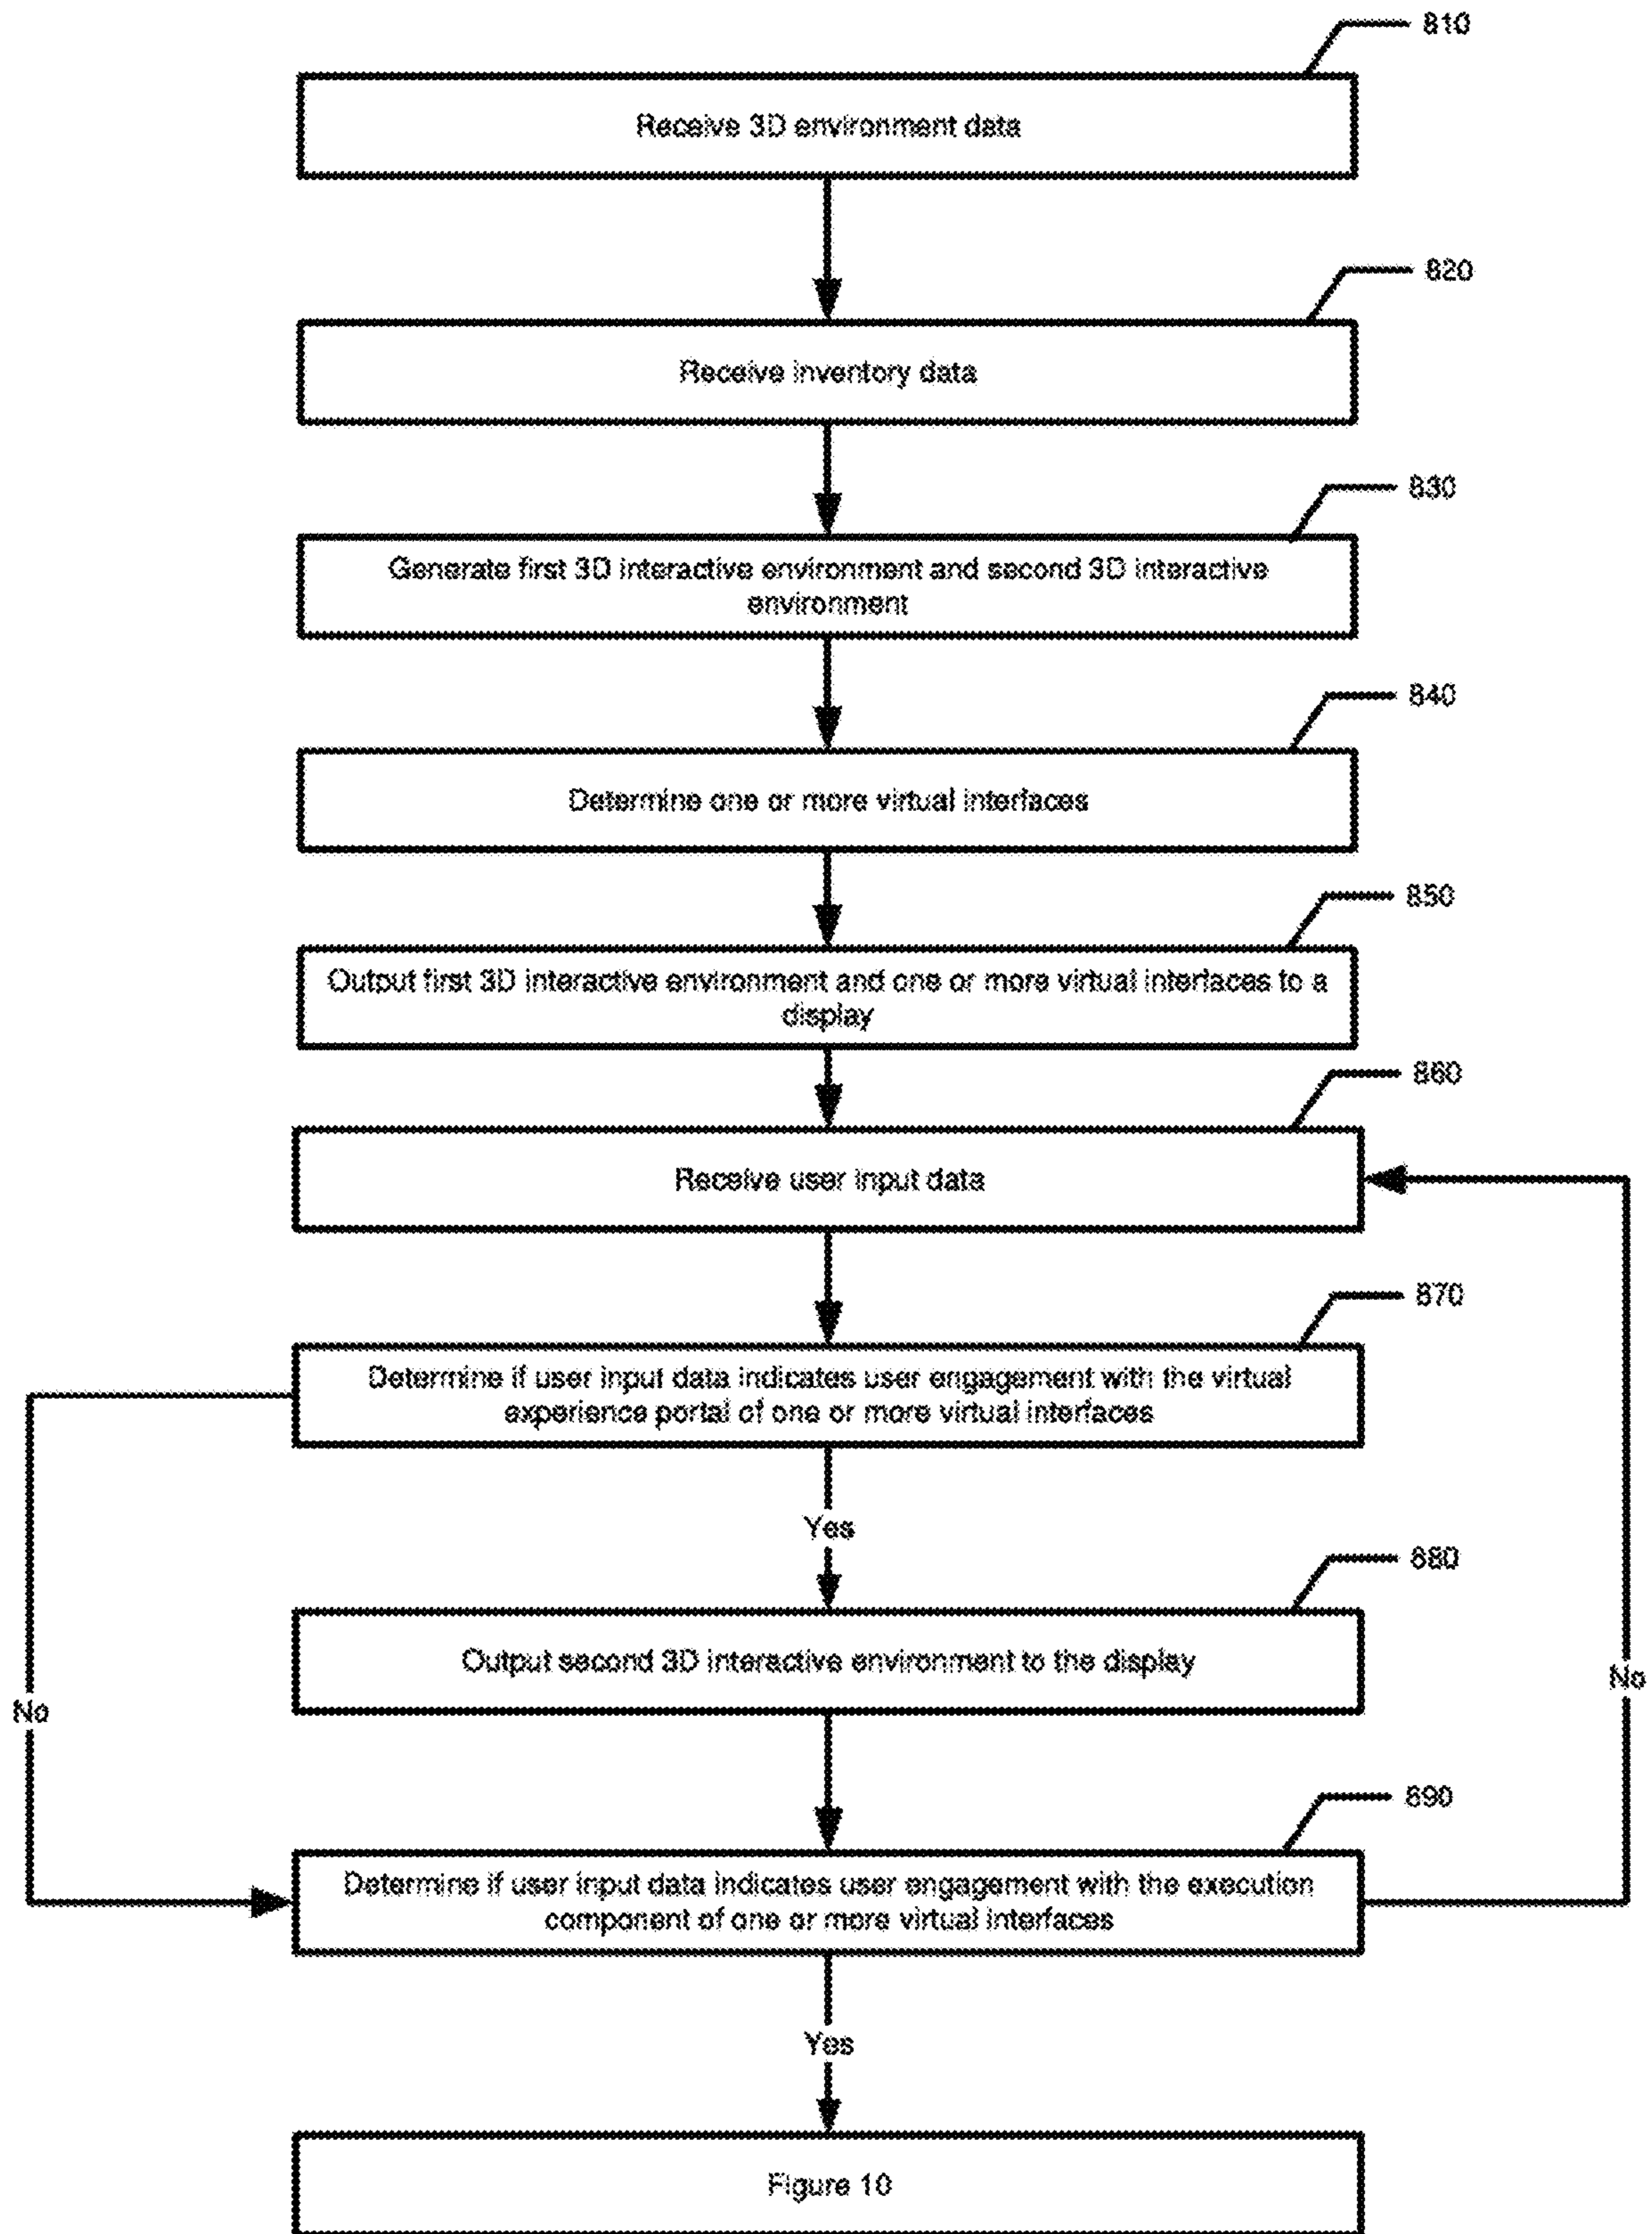 810
Receive 3D environment data
820
Receive inventory data
830
Generate first 3D interactive environment and second 3D interactive
environment
840
Determine one or more virtual interfaces
850
Output first 3D interactive environment and one or more virtual interfaces to a
display
860
Receive user input data
870
Determine if user input data indicates user engagement with the virtual
experience portal of one or more virtual interfaces
Yes
880
Output second 3D interactive environment to the display
No
No
890
Determine if user input data indicates user engagement with the execution
component of one or more virtual interfaces
Yes
Figure 10